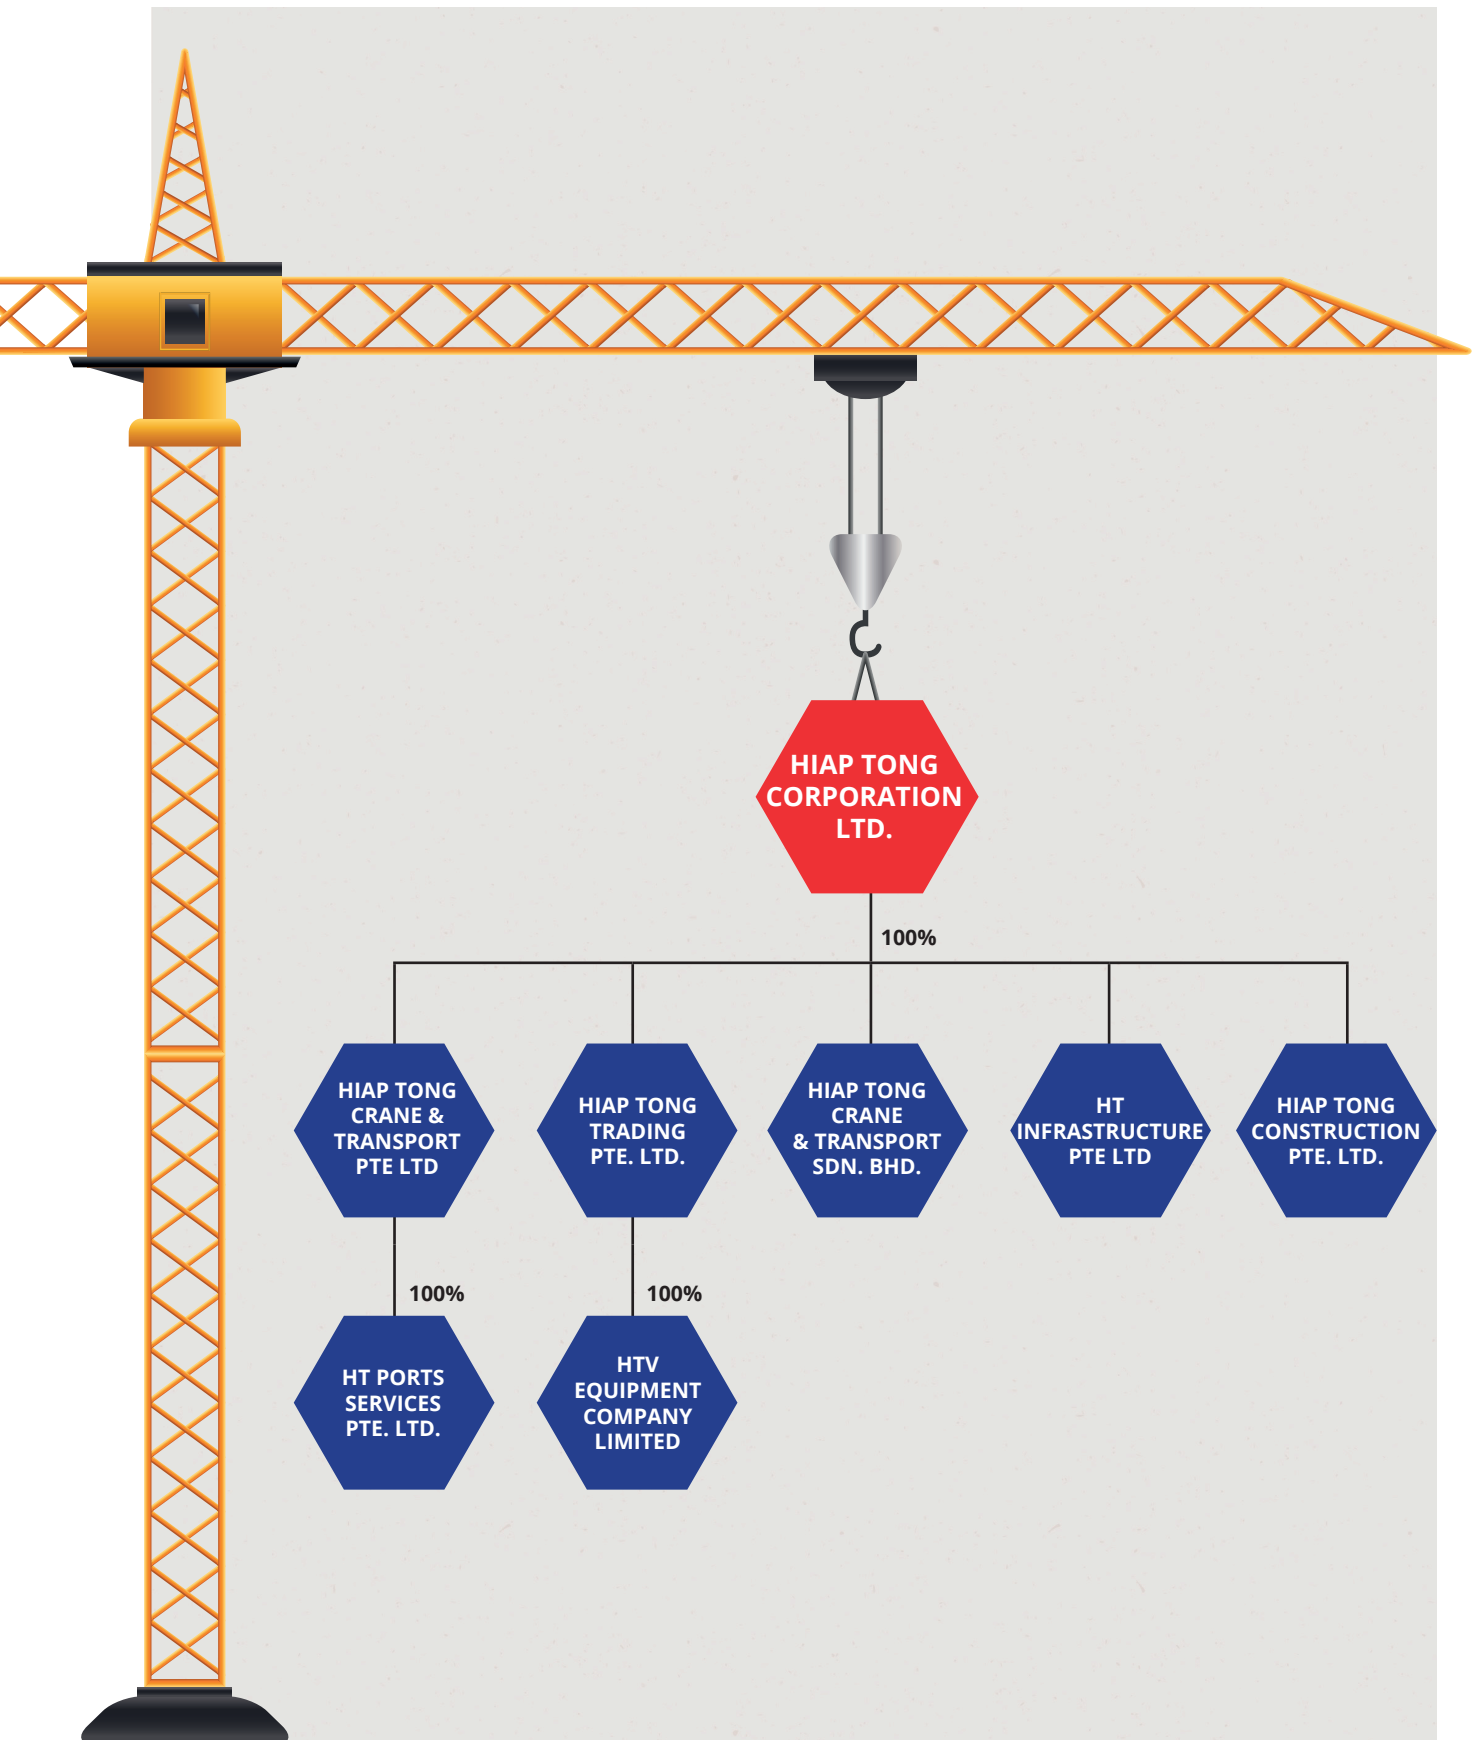 HIAP TONG
CORPORATION
LTD.
100%
HIAP TONG
CRANE &
TRANSPORT
PTE LTD
HIAP TONG
TRADING
PTE. LTD.
HIAP TONG
CRANE
& TRANSPORT
SDN. BHD.
HT
INFRASTRUCTURE
PTE LTD
HIAP TONG
CONSTRUCTION
PTE. LTD.
100%
100%
HT PORTS
SERVICES
PTE. LTD.
HTV
EQUIPMENT
COMPANY
LIMITED